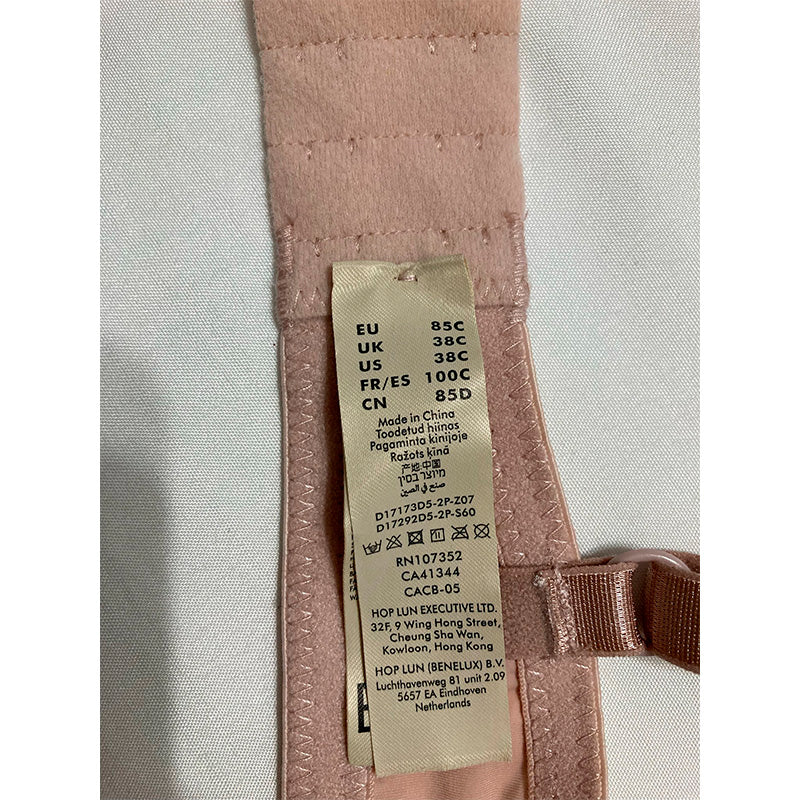 EU 85C
UK 38C
US 38C
FR/ES 100C
CN 85D
Made in China
Toodetud hiinas
Pagaminta kinijoje
Ražots ķīnā
产地:中国
מיוצר בסין
صنع في الصين
D17173D5-2P-Z07
D17292D5-2P-S60
RN107352
CA41344
CACB-05
HOP LUN EXECUTIVE LTD.
32F, 9 Wing Hong Street,
Cheung Sha Wan,
Kowloon, Hong Kong
HOP LUN (BENELUX) B.V.
Luchthavenweg 81 unit 2.09
5657 EA Eindhoven
Netherlands